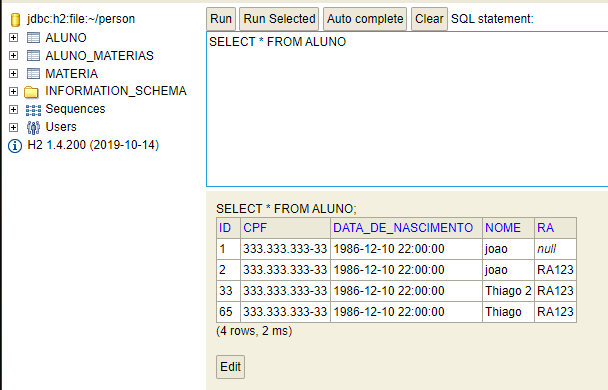 jdbc:h2:file:~/person
ALUNO
ALUNO_MATERIAS
MATERIA
INFORMATION_SCHEMA
Sequences
Users
H2 1.4.200 (2019-10-14)
Run Run Selected Auto complete Clear SQL statement:
SELECT * FROM ALUNO
SELECT * FROM ALUNO;
ID CPF DATA_DE_NASCIMENTO NOME RA
1 333.333.333-33 1986-12-10 22:00:00 joao null
2 333.333.333-33 1986-12-10 22:00:00 joao RA123
33 333.333.333-33 1986-12-10 22:00:00 Thiago 2 RA123
65 333.333.333-33 1986-12-10 22:00:00 Thiago RA123
(4 rows, 2 ms)
Edit